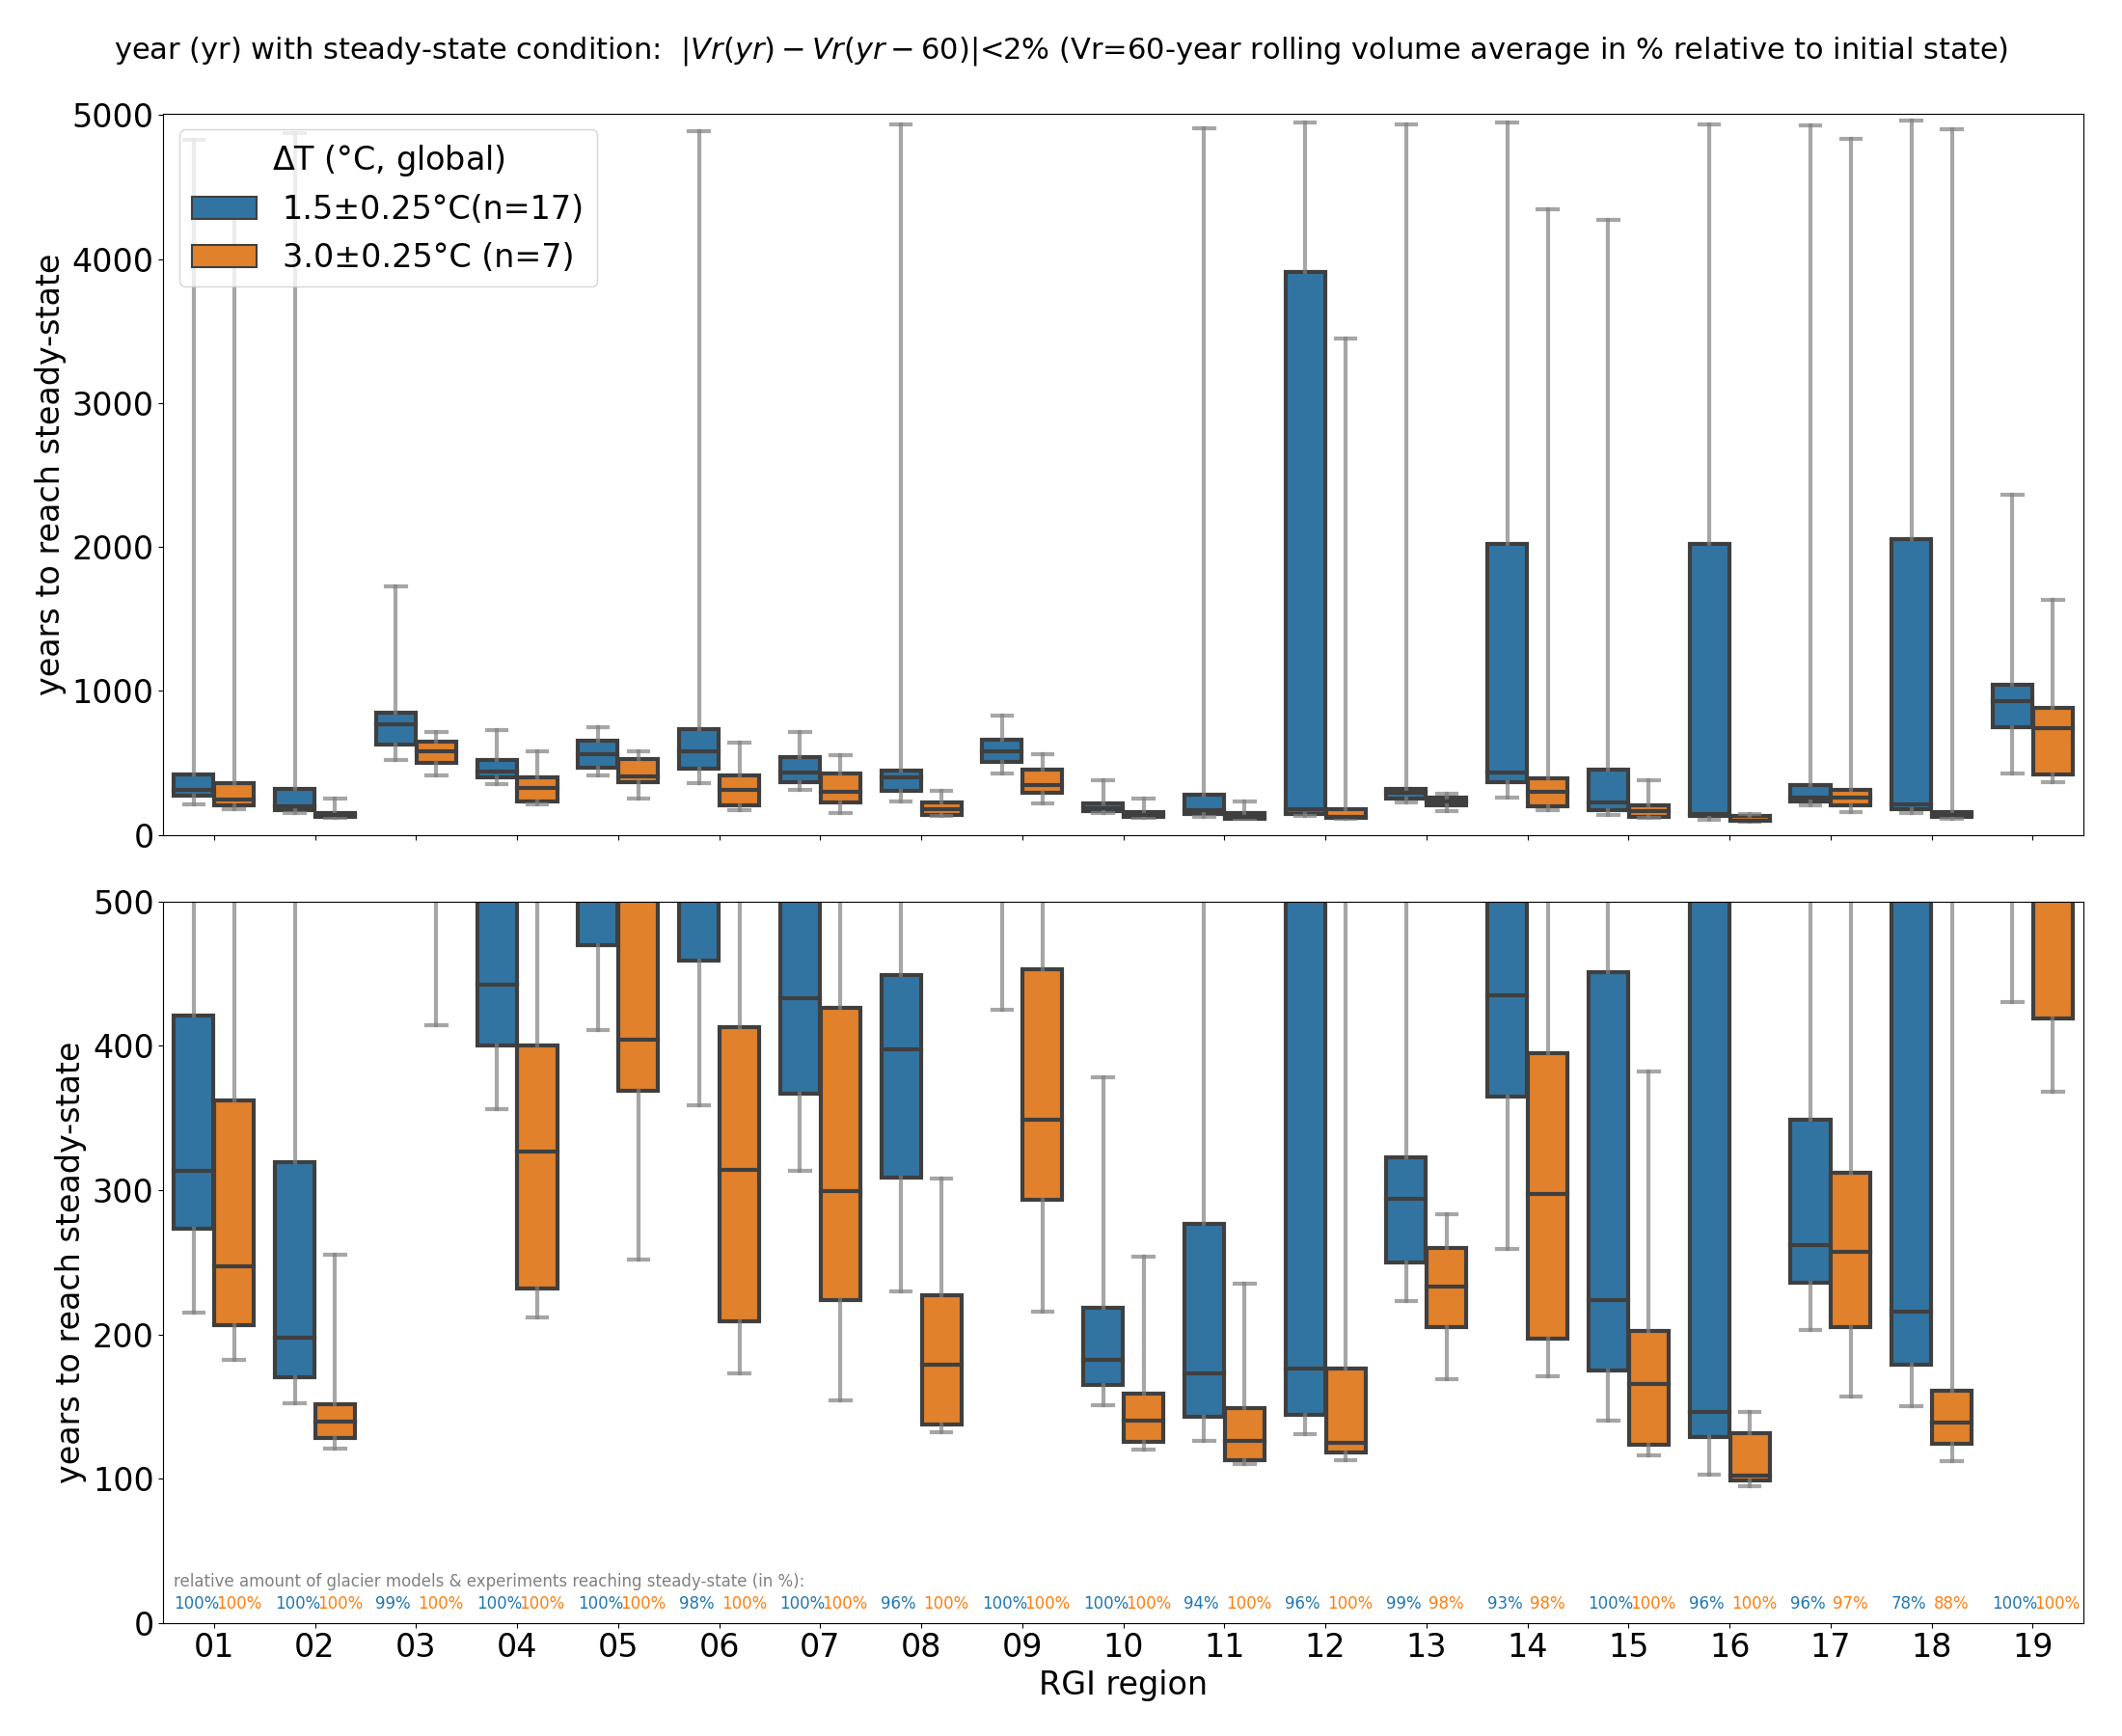 year (yr) with steady-state condition: |Vr(yr) − Vr(yr − 60)|<2% (Vr=60-year rolling volume average in % relative to initial state)
5000
4000
3000
2000
1000
0
years to reach steady-state
ΔT (°C, global)
1.5±0.25°C(n=17)
3.0±0.25°C (n=7)
500
400
300
200
100
0
years to reach steady-state
relative amount of glacier models & experiments reaching steady-state (in %):
100% 100% 100% 100% 99% 100% 100% 100% 100% 100% 98% 100% 100% 100% 96% 100% 100% 100% 100% 100% 94% 100% 96% 100% 99% 98% 93% 98% 100% 100% 96% 100% 96% 97% 78% 88% 100% 100%
01 02 03 04 05 06 07 08 09 10 11 12 13 14 15 16 17 18 19
RGI region